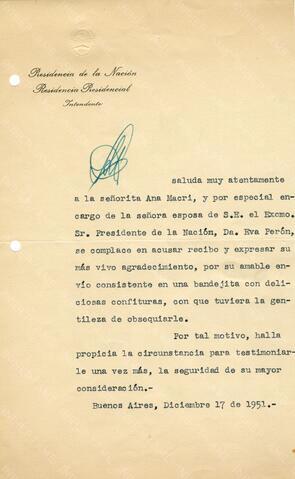 Presidencia de la Nación
Residencia Presidencial
Intendente
saluda muy atentamente
a la señorita Ana Macri, y por especial en-
cargo de la señora esposa de S.E. el Excmo.
Sr. Presidente de la Nación, Da. Eva Perón,
se complace en acusar recibo y expresar su
más vivo agradecimiento, por su amable en-
vío consistente en una bandejita con deli-
ciosas confituras, con que tuviera la gen-
tileza de obsequiarle.
Por tal motivo, halla
propicia la circunstancia para testimoniar-
le una vez más, la seguridad de su mayor
consideración.-
Buenos Aires, Diciembre 17 de 1951.-